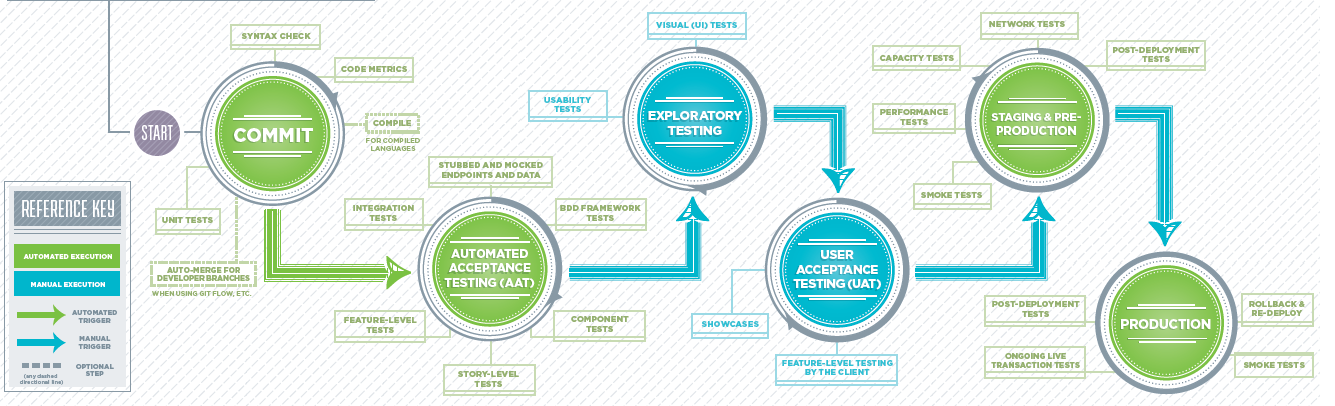 START
COMMIT
SYNTAX CHECK
CODE METRICS
COMPILE
FOR COMPILED
LANGUAGES
UNIT TESTS
AUTO-MERGE FOR
DEVELOPER BRANCHES
WHEN USING GIT FLOW, ETC.
REFERENCE KEY
AUTOMATED EXECUTION
MANUAL EXECUTION
AUTOMATED
TRIGGER
MANUAL
TRIGGER
(any dashed
directional line)
OPTIONAL
STEP
STUBBED AND MOCKED
ENDPOINTS AND DATA
INTEGRATION
TESTS
BDD FRAMEWORK
TESTS
AUTOMATED
ACCEPTANCE
TESTING (AAT)
FEATURE-LEVEL
TESTS
COMPONENT
TESTS
STORY-LEVEL
TESTS
VISUAL (UI) TESTS
USABILITY
TESTS
EXPLORATORY
TESTING
USER
ACCEPTANCE
TESTING (UAT)
SHOWCASES
FEATURE-LEVEL TESTING
BY THE CLIENT
NETWORK TESTS
CAPACITY TESTS
POST-DEPLOYMENT
TESTS
PERFORMANCE
TESTS
STAGING & PRE-
PRODUCTION
SMOKE TESTS
POST-DEPLOYMENT
TESTS
ROLLBACK &
RE-DEPLOY
PRODUCTION
ONGOING LIVE
TRANSACTION TESTS
SMOKE TESTS